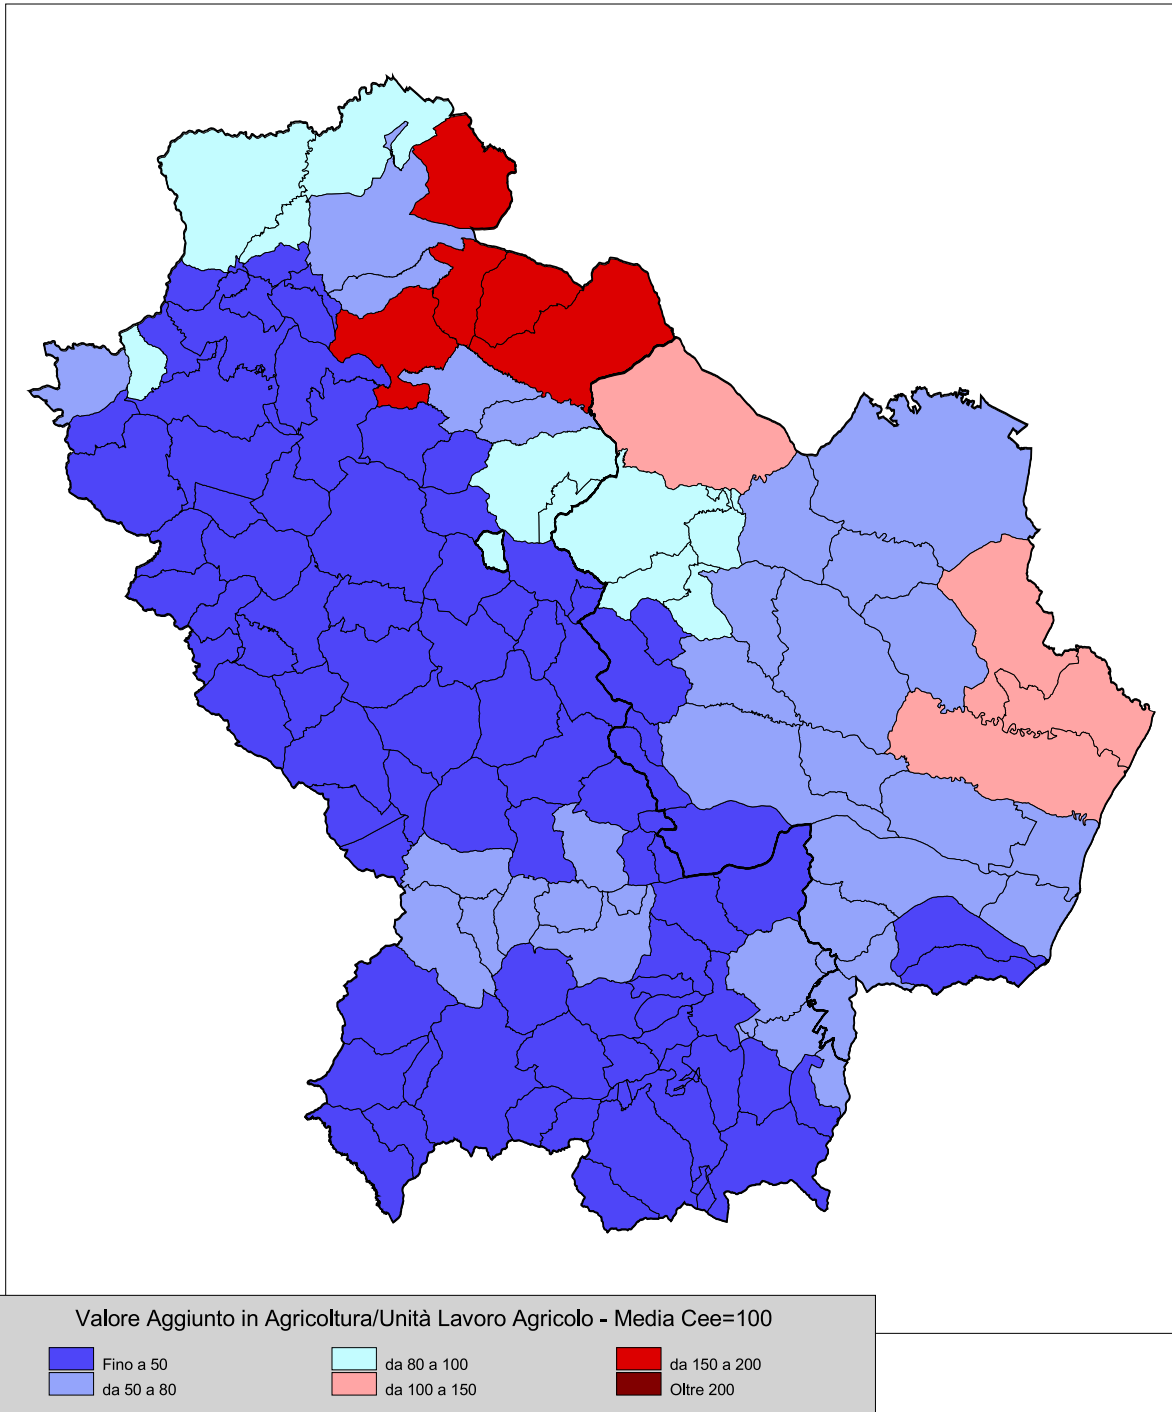 Valore Aggiunto in Agricoltura/Unità Lavoro Agricolo - Media Cee=100
Fino a 50
da 50 a 80
da 80 a 100
da 100 a 150
da 150 a 200
Oltre 200